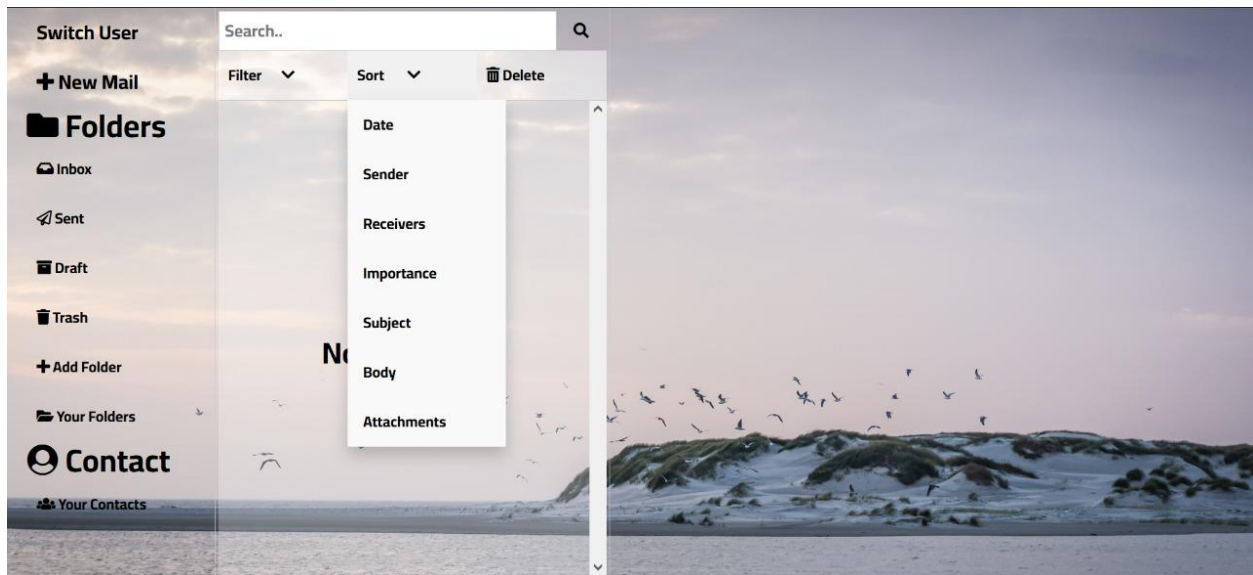 Switch User
New Mail
Folders
Inbox
Sent
Draft
Trash
Add Folder
Your Folders
Contact
Your Contacts
Search..
Filter
Sort
Delete
Date
Sender
Receivers
Importance
Subject
Body
Attachments